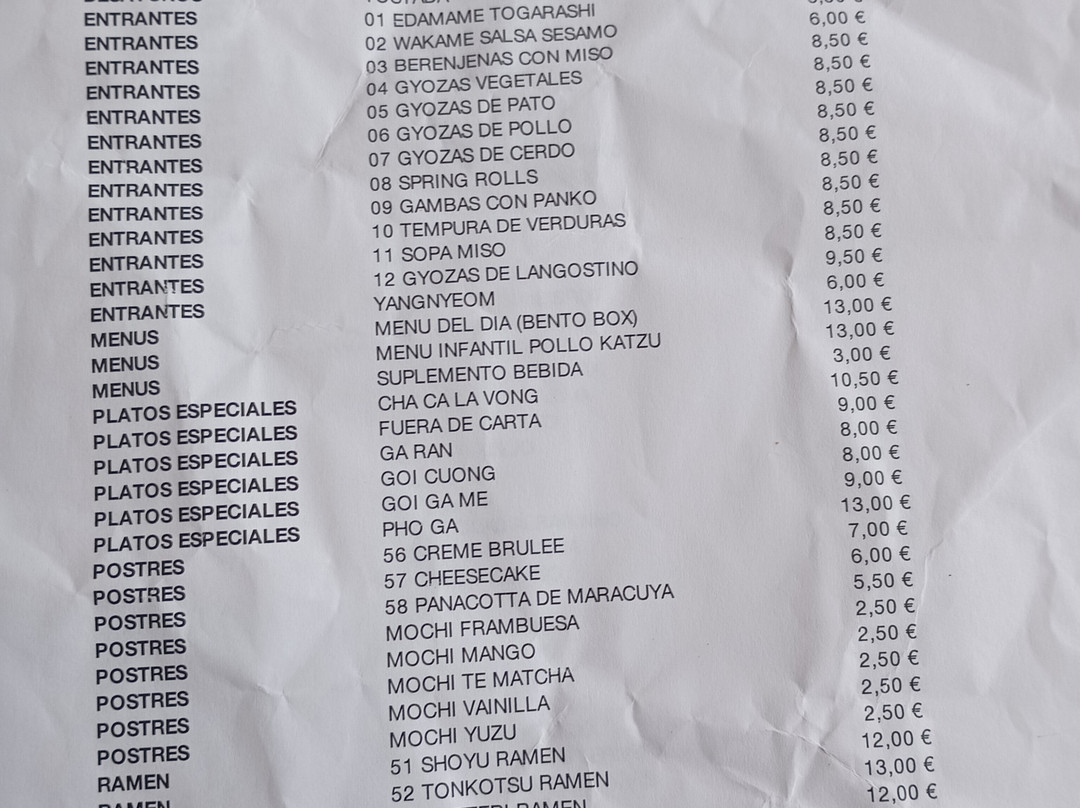 ENTRANTES 01 EDAMAME TOGARASHI
ENTRANTES 02 WAKAME SALSA SESAMO 6,00 €
ENTRANTES 03 BERENJENAS CON MISO 8,50 €
ENTRANTES 04 GYOZAS VEGETALES 8,50 €
ENTRANTES 05 GYOZAS DE PATO 8,50 €
ENTRANTES 06 GYOZAS DE POLLO 8,50 €
ENTRANTES 07 GYOZAS DE CERDO 8,50 €
ENTRANTES 08 SPRING ROLLS 8,50 €
ENTRANTES 09 GAMBAS CON PANKO 8,50 €
ENTRANTES 10 TEMPURA DE VERDURAS 8,50 €
ENTRANTES 11 SOPA MISO 8,50 €
ENTRANTES 12 GYOZAS DE LANGOSTINO 9,50 €
ENTRANTES YANGNYEOM 6,00 €
MENUS MENU DEL DIA (BENTO BOX) 13,00 €
MENUS MENU INFANTIL POLLO KATZU 13,00 €
MENUS SUPLEMENTO BEBIDA 3,00 €
PLATOS ESPECIALES CHA CA LA VONG 10,50 €
PLATOS ESPECIALES FUERA DE CARTA 9,00 €
PLATOS ESPECIALES GA RAN 8,00 €
PLATOS ESPECIALES GOI CUONG 8,00 €
PLATOS ESPECIALES GOI GA ME 9,00 €
PLATOS ESPECIALES PHO GA 13,00 €
POSTRES 56 CREME BRULEE 7,00 €
POSTRES 57 CHEESECAKE 6,00 €
POSTRES 58 PANACOTTA DE MARACUYA 5,50 €
POSTRES MOCHI FRAMBUESA 2,50 €
POSTRES MOCHI MANGO 2,50 €
POSTRES MOCHI TE MATCHA 2,50 €
POSTRES MOCHI VAINILLA 2,50 €
POSTRES MOCHI YUZU 2,50 €
RAMEN 51 SHOYU RAMEN 12,00 €
RAMEN 52 TONKOTSU RAMEN 13,00 €
RAMEN 12,00 €